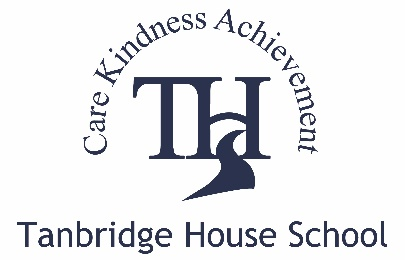 Care Kindness Achievement
TH
Tanbridge House School